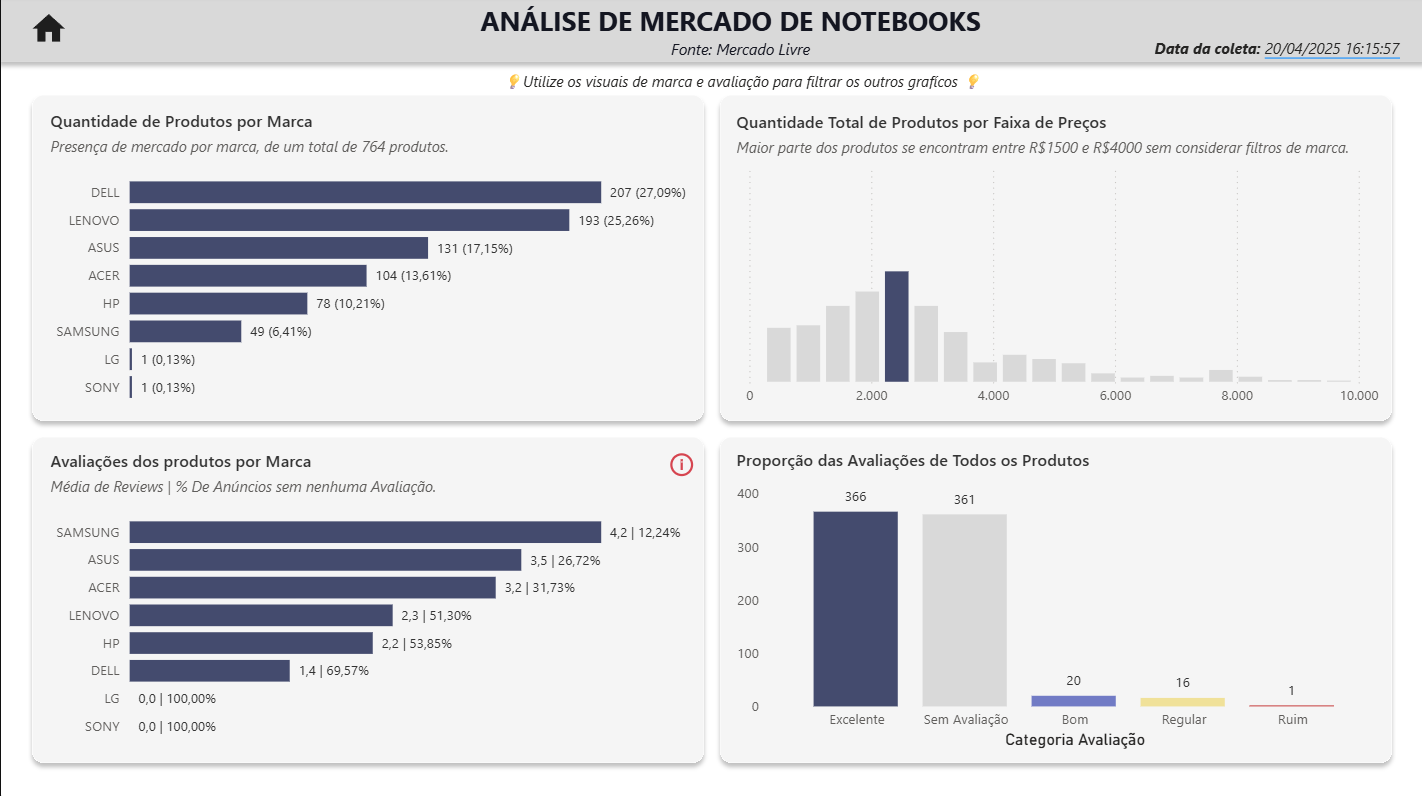 ANÁLISE DE MERCADO DE NOTEBOOKS
Fonte: Mercado Livre
Data da coleta: 20/04/2025 16:15:57
Utilize os visuais de marca e avaliação para filtrar os outros grafícos
Quantidade de Produtos por Marca
Presença de mercado por marca, de um total de 764 produtos.
DELL 207 (27,09%)
LENOVO 193 (25,26%)
ASUS 131 (17,15%)
ACER 104 (13,61%)
HP 78 (10,21%)
SAMSUNG 49 (6,41%)
LG 1 (0,13%)
SONY 1 (0,13%)
Quantidade Total de Produtos por Faixa de Preços
Maior parte dos produtos se encontram entre R$1500 e R$4000 sem considerar filtros de marca.
0 2.000 4.000 6.000 8.000 10.000
Avaliações dos produtos por Marca
Média de Reviews | % De Anúncios sem nenhuma Avaliação.
SAMSUNG 4,2 | 12,24%
ASUS 3,5 | 26,72%
ACER 3,2 | 31,73%
LENOVO 2,3 | 51,30%
HP 2,2 | 53,85%
DELL 1,4 | 69,57%
LG 0,0 | 100,00%
SONY 0,0 | 100,00%
Proporção das Avaliações de Todos os Produtos
400
300
200
100
0
366 361 20 16 1
Excelente Sem Avaliação Bom Regular Ruim
Categoria Avaliação